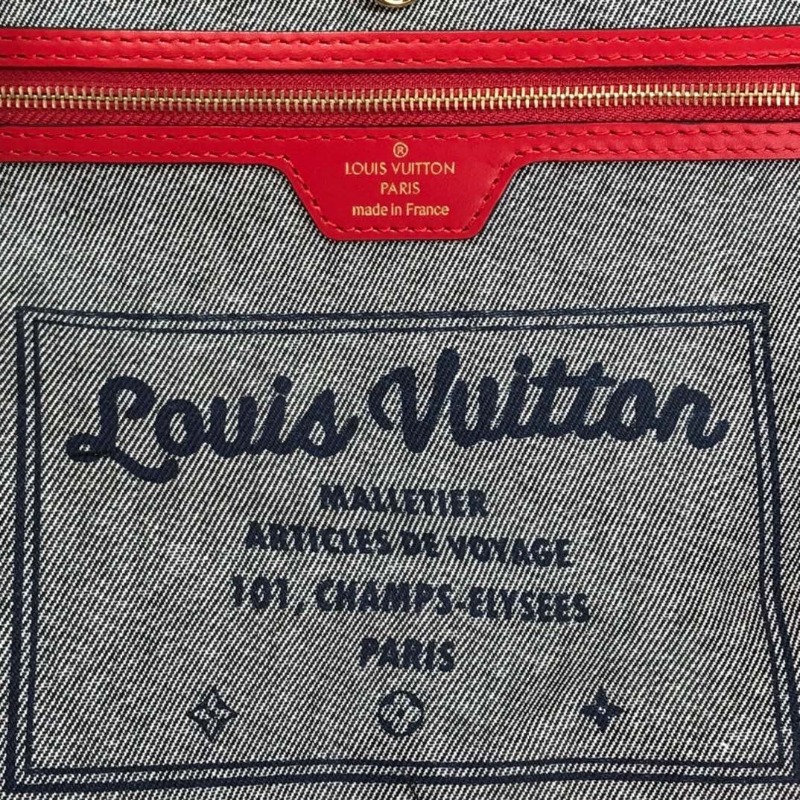 ®
LOUIS VUITTON
PARIS
made in France
Louis Vuitton
MALLETIER
ARTICLES DE VOYAGE
101, CHAMPS-ELYSEES
PARIS